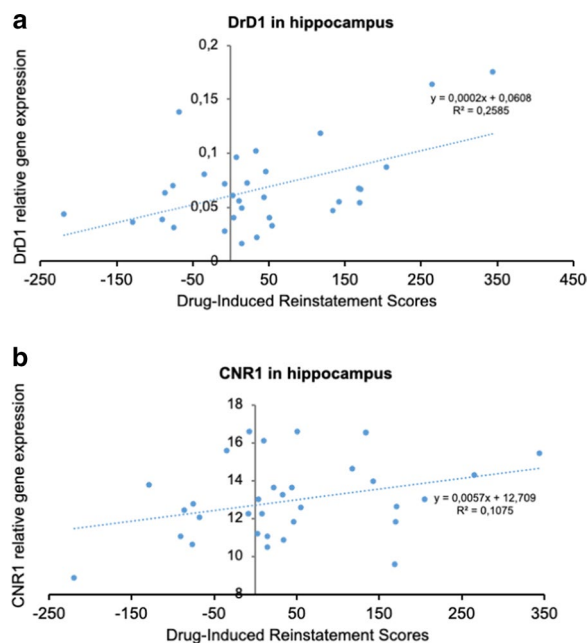 a
DrD1 in hippocampus
DrD1 relative gene expression
0,2
0,15
0,1
0,05
0
y = 0,0002x + 0,0608
R² = 0,2585
-250 -150 -50 50 150 250 350 450
Drug-Induced Reinstatement Scores
b
CNR1 in hippocampus
CNR1 relative gene expression
18
16
14
12
10
8
y = 0,0057x + 12,709
R² = 0,1075
-250 -150 -50 50 150 250 350
Drug-Induced Reinstatement Scores